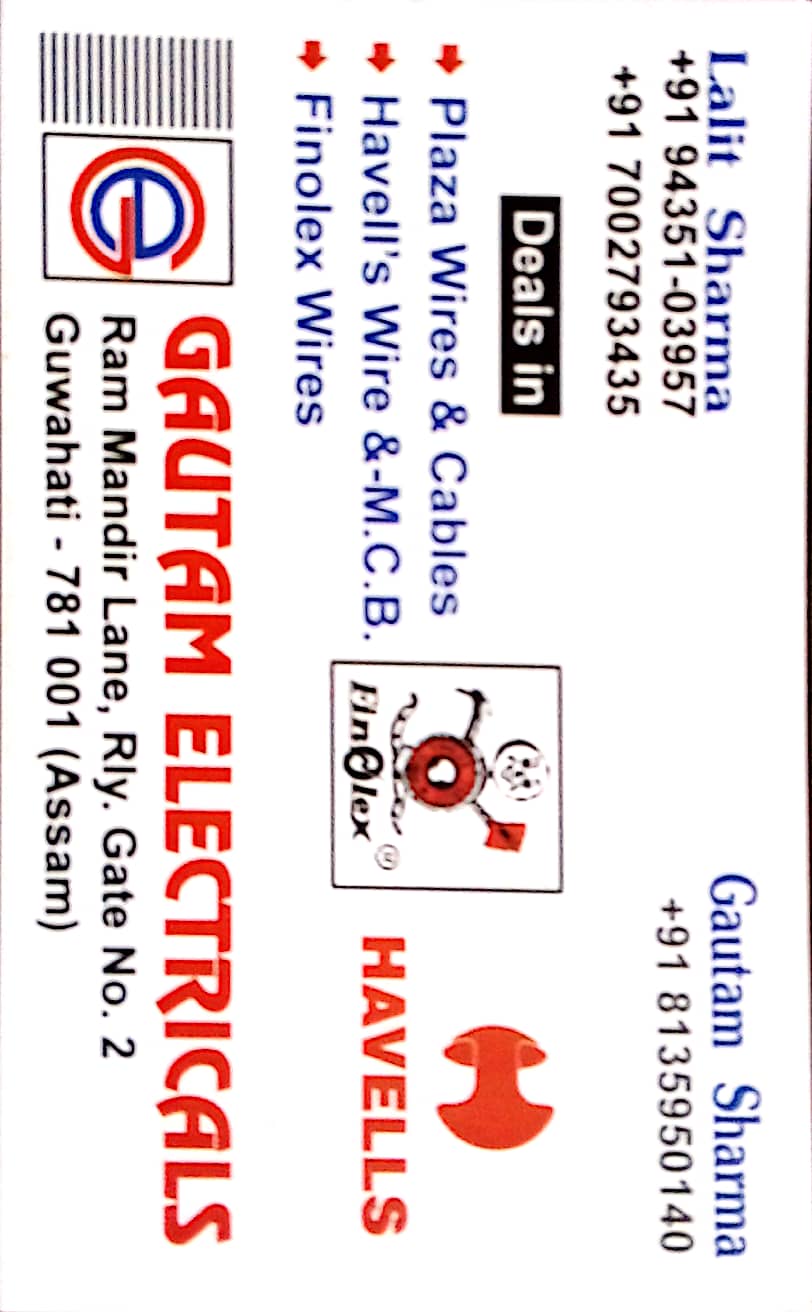 Lalit Sharma
+91 94351-03957
+91 7002793435
Gautam Sharma
+91 8135950140
Deals in
Plaza Wires & Cables
Havell's Wire &-M.C.B.
Finolex Wires
FinOlex ®
HAVELLS
GAUTAM ELECTRICALS
Ram Mandir Lane, Rly. Gate No. 2
Guwahati - 781 001 (Assam)